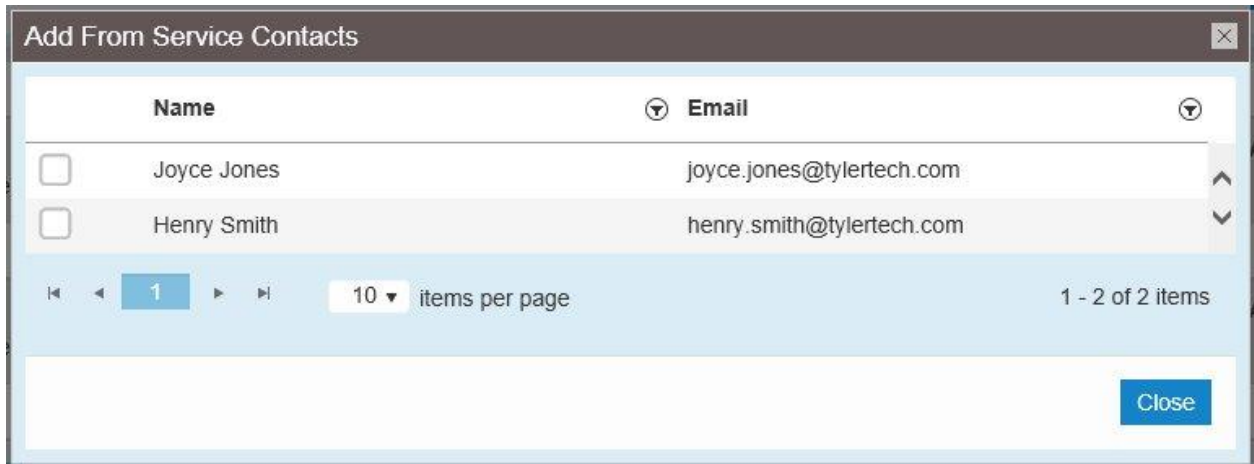 Add From Service Contacts
Name Email
Joyce Jones joyce.jones@tylertech.com
Henry Smith henry.smith@tylertech.com
1 10 items per page 1 - 2 of 2 items
Close